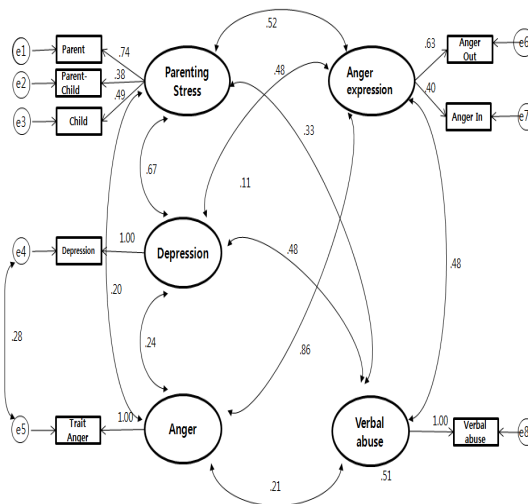 .52
e1
Parent
.74
e2
Parent-
Child
.38
.49
e3
Child
Parenting
Stress
.48
Anger
expression
.63
Anger
Out
e6
.40
Anger In
e7
.33
.67
.11
e4
Depression
1.00
Depression
.48
.48
.20
.28
.24
.86
e5
Trait
Anger
1.00
Anger
Verbal
abuse
1.00
Verbal
abuse
e8
.51
.21